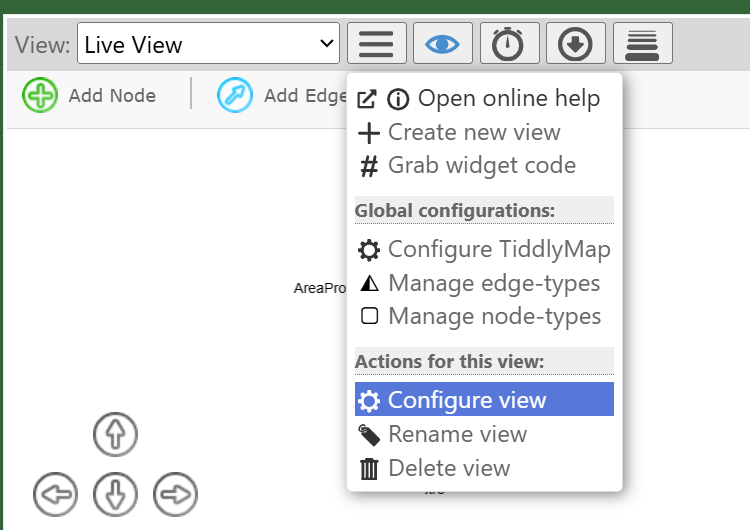 View: Live View
Add Node
Add Edge
Open online help
Create new view
Grab widget code
Global configurations:
Configure TiddlyMap
AreaPro
Manage edge-types
Manage node-types
Actions for this view:
Configure view
Rename view
Delete view